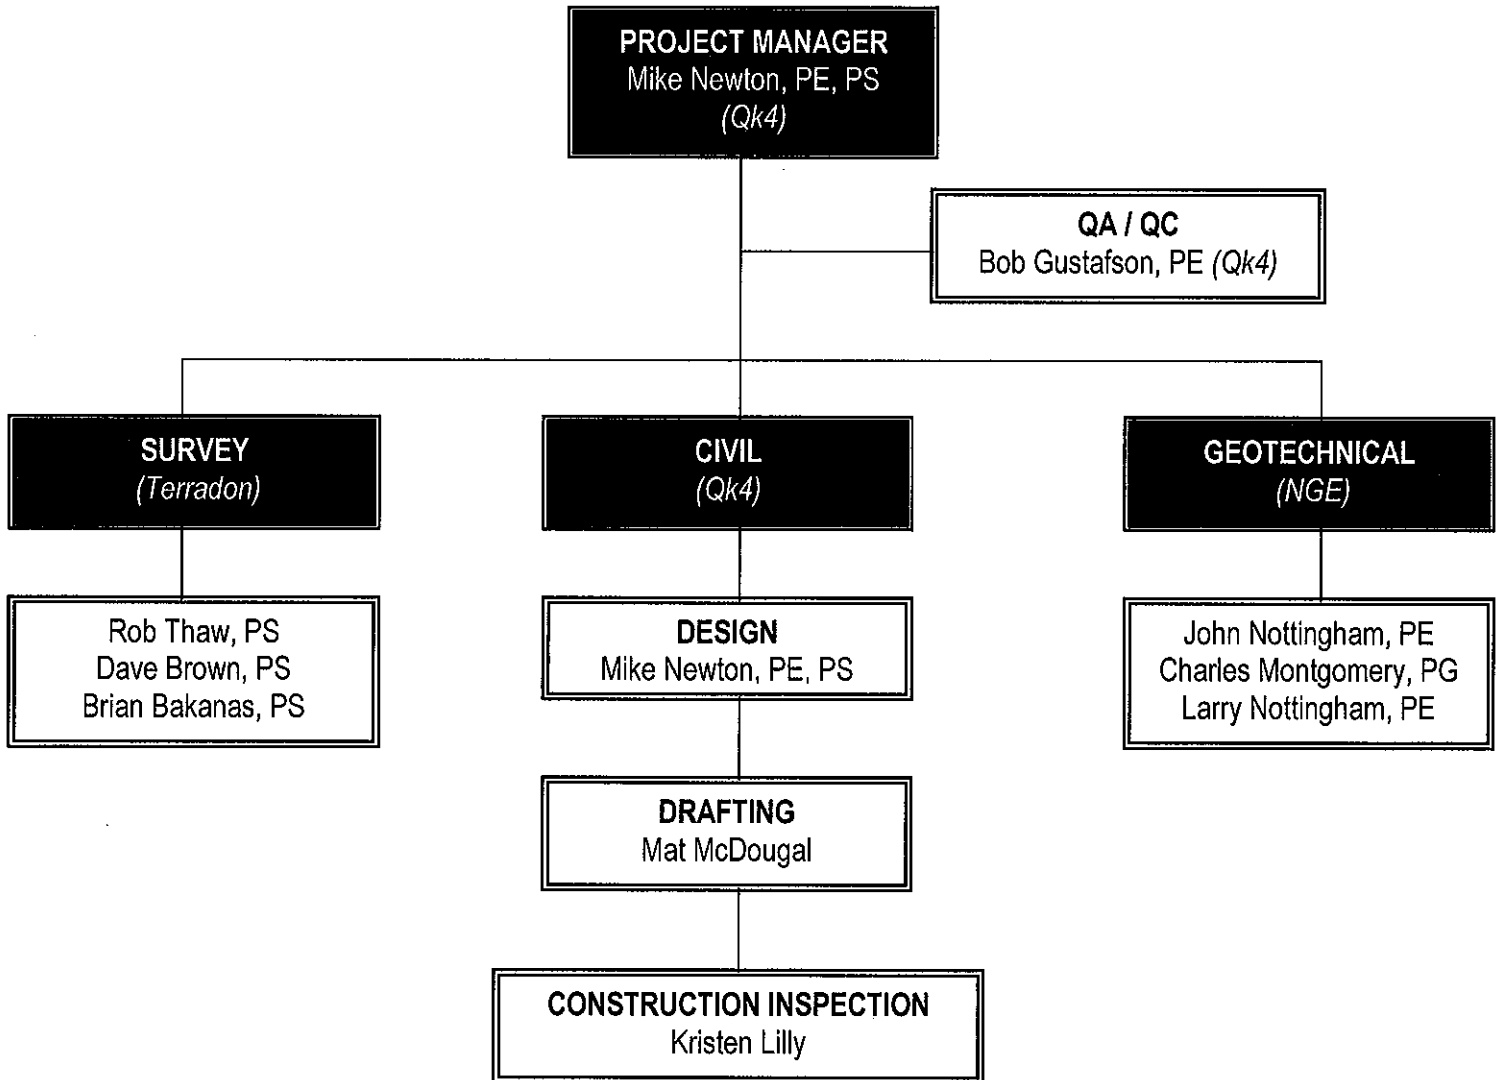 PROJECT MANAGER
Mike Newton, PE, PS
(Qk4)
QA / QC
Bob Gustafson, PE (Qk4)
SURVEY
(Terradon)
CIVIL
(Qk4)
GEOTECHNICAL
(NGE)
Rob Thaw, PS
Dave Brown, PS
Brian Bakanas, PS
DESIGN
Mike Newton, PE, PS
John Nottingham, PE
Charles Montgomery, PG
Larry Nottingham, PE
DRAFTING
Mat McDougal
CONSTRUCTION INSPECTION
Kristen Lilly